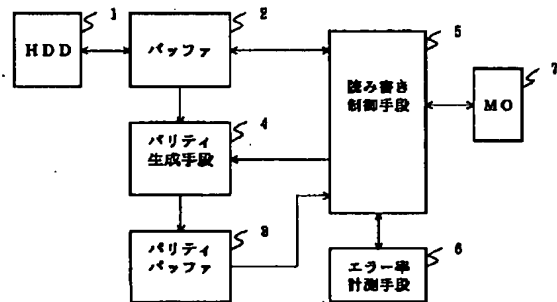 1
2
5
HDD
バッファ
読み書き
制御手段
7
MO
4
パリティ
生成手段
3
パリティ
バッファ
6
エラー率
計測手段